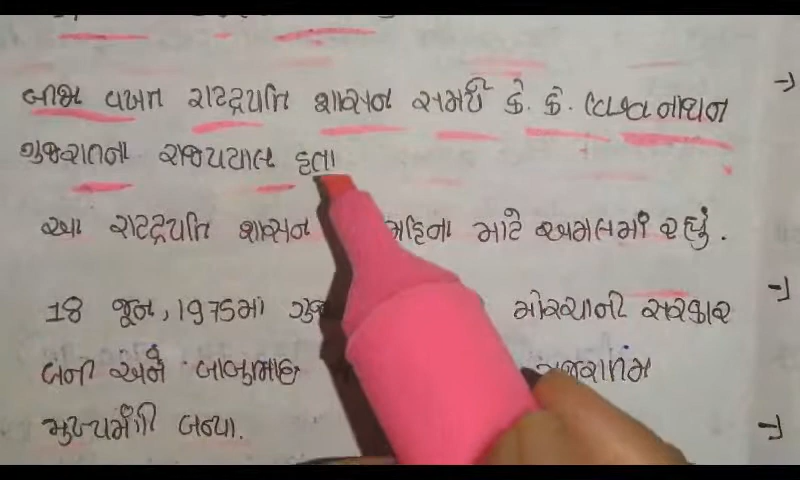 બીજા વખત રાષ્ટ્રપતિ શાસન સમયે કે. કે. વિશ્વનાથન
ગુજરાતના રાજ્યપાલ હતા
આ રાષ્ટ્રપતિ શાસન મહિના માટે અમલમાં રહ્યું.
18 જૂન, 1975માં મોરચાની સરકાર
બની અને બાબુભાઇ
મુખ્યમંત્રી બન્યા.